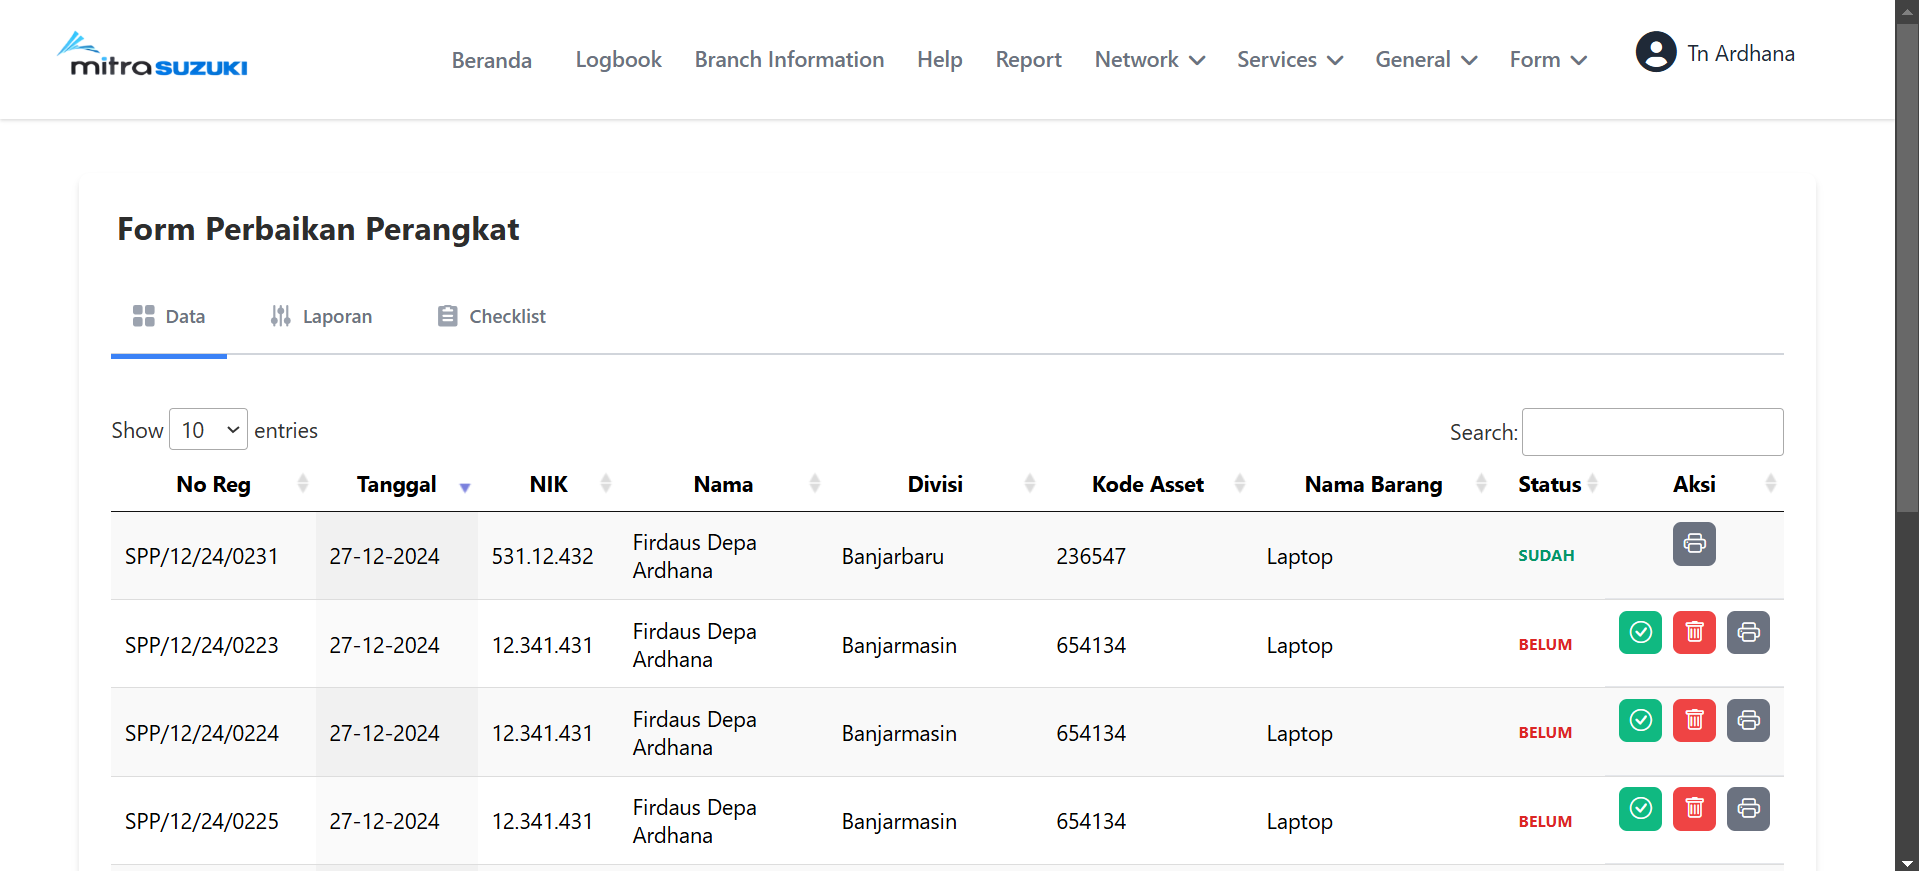 mitra SUZUKI
Beranda Logbook Branch Information Help Report Network Services General Form Tn Ardhana
Form Perbaikan Perangkat
Data Laporan Checklist
Show 10 entries
Search:
No Reg Tanggal NIK Nama Divisi Kode Asset Nama Barang Status Aksi
SPP/12/24/0231 27-12-2024 531.12.432 Firdaus Depa Ardhana Banjarbaru 236547 Laptop SUDAH
SPP/12/24/0223 27-12-2024 12.341.431 Firdaus Depa Ardhana Banjarmasin 654134 Laptop BELUM
SPP/12/24/0224 27-12-2024 12.341.431 Firdaus Depa Ardhana Banjarmasin 654134 Laptop BELUM
SPP/12/24/0225 27-12-2024 12.341.431 Firdaus Depa Ardhana Banjarmasin 654134 Laptop BELUM